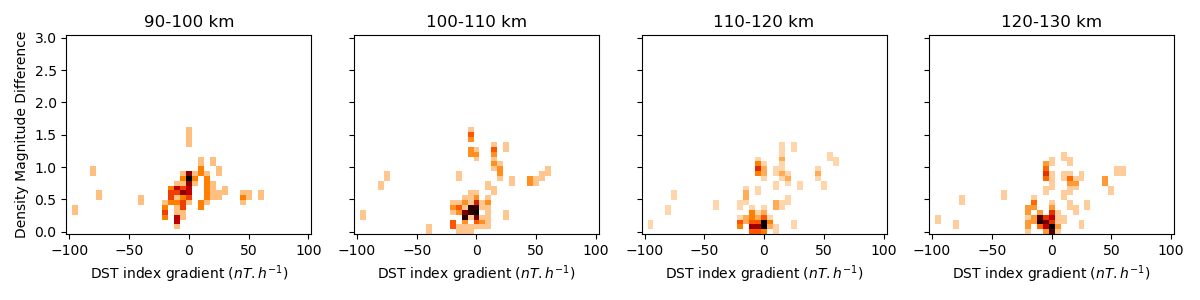 90-100 km
100-110 km
110-120 km
120-130 km
Density Magnitude Difference
3.0
2.5
2.0
1.5
1.0
0.5
0.0
−100 −50 0 50 100
−100 −50 0 50 100
−100 −50 0 50 100
−100 −50 0 50 100
DST index gradient (nT.h⁻¹)
DST index gradient (nT.h⁻¹)
DST index gradient (nT.h⁻¹)
DST index gradient (nT.h⁻¹)